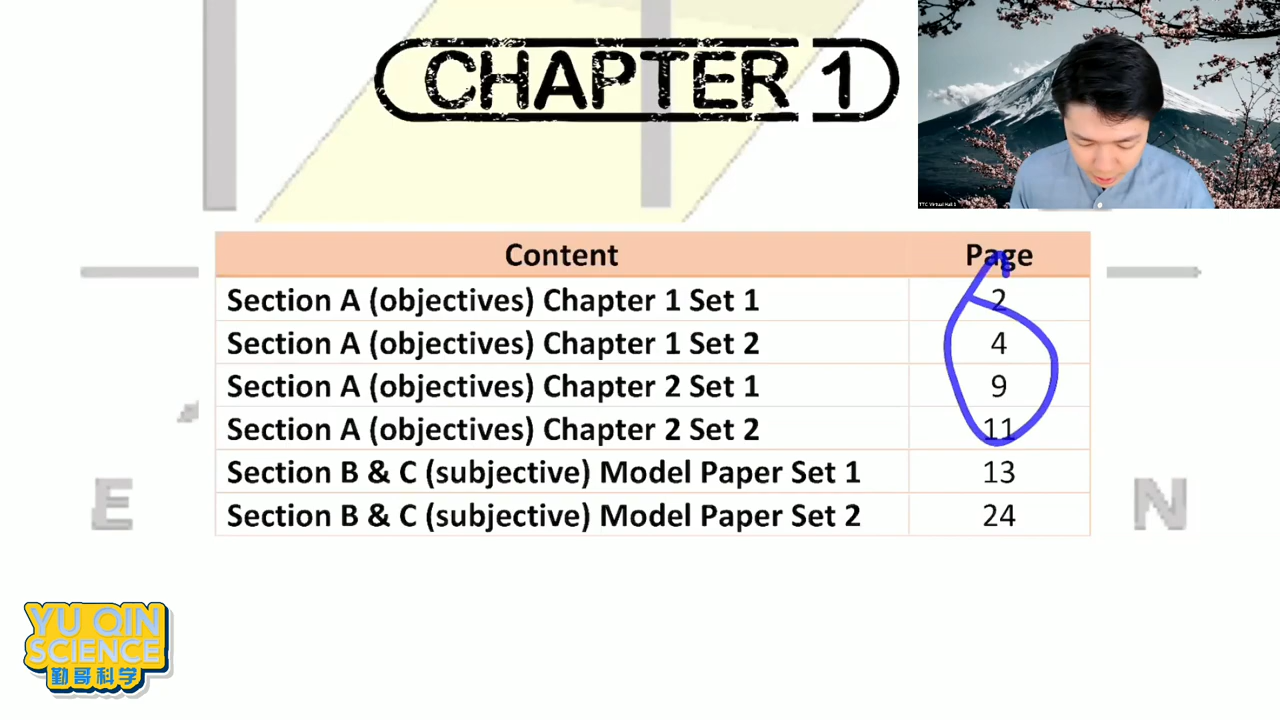 CHAPTER 1
Content Page
Section A (objectives) Chapter 1 Set 1 2
Section A (objectives) Chapter 1 Set 2 4
Section A (objectives) Chapter 2 Set 1 9
Section A (objectives) Chapter 2 Set 2 11
Section B & C (subjective) Model Paper Set 1 13
Section B & C (subjective) Model Paper Set 2 24
E N
YU QIN
SCIENCE
勤哥科学